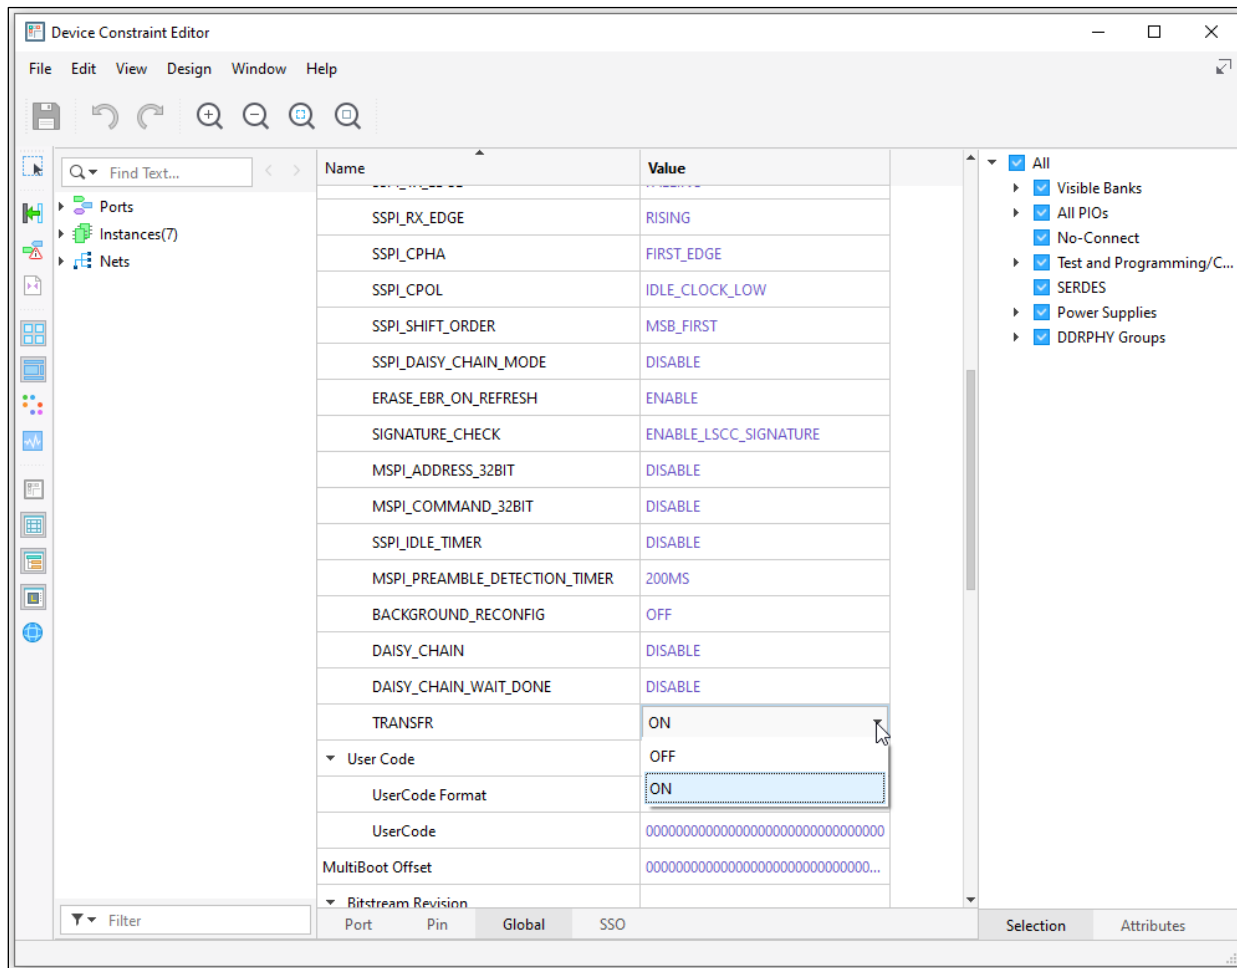 Device Constraint Editor
File Edit View Design Window Help
Find Text...
Ports
Instances(7)
Nets
Filter
Name Value
SSPI_RX_EDGE RISING
SSPI_CPHA FIRST_EDGE
SSPI_CPOL IDLE_CLOCK_LOW
SSPI_SHIFT_ORDER MSB_FIRST
SSPI_DAISY_CHAIN_MODE DISABLE
ERASE_EBR_ON_REFRESH ENABLE
SIGNATURE_CHECK ENABLE_LSCC_SIGNATURE
MSPI_ADDRESS_32BIT DISABLE
MSPI_COMMAND_32BIT DISABLE
SSPI_IDLE_TIMER DISABLE
MSPI_PREAMBLE_DETECTION_TIMER 200MS
BACKGROUND_RECONFIG OFF
DAISY_CHAIN DISABLE
DAISY_CHAIN_WAIT_DONE DISABLE
TRANSFR ON
User Code OFF
UserCode Format ON
UserCode 00000000000000000000000000000000
MultiBoot Offset 000000000000000000000000000000...
Bitstream Revision
Port Pin Global SSO
All
Visible Banks
All PIOs
No-Connect
Test and Programming/C...
SERDES
Power Supplies
DDRPHY Groups
Selection Attributes